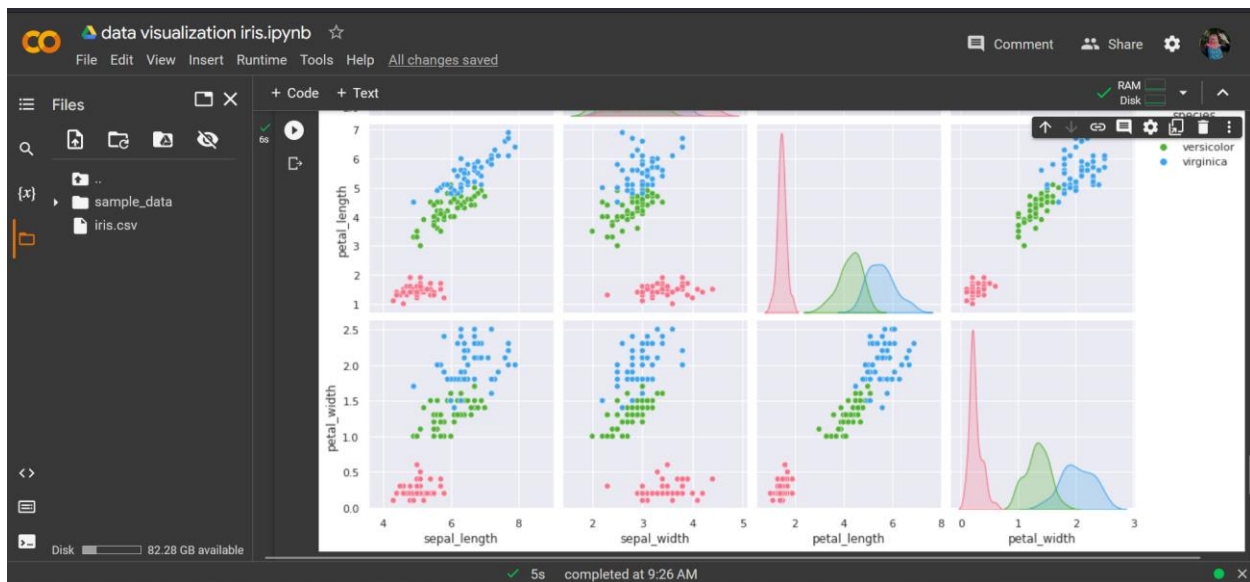 data visualization iris.ipynb
Comment
Share
File Edit View Insert Runtime Tools Help All changes saved
Files
+ Code + Text
RAM
Disk
6s
..
sample_data
iris.csv
{x}
species
versicolor
virginica
7
6
5
4
3
2
1
petal_length
2.5
2.0
1.5
1.0
0.5
0.0
petal_width
4 6 8
2 3 4 5
2 4 6 8
0 1 2 3
sepal_length
sepal_width
petal_length
petal_width
Disk 82.28 GB available
5s completed at 9:26 AM